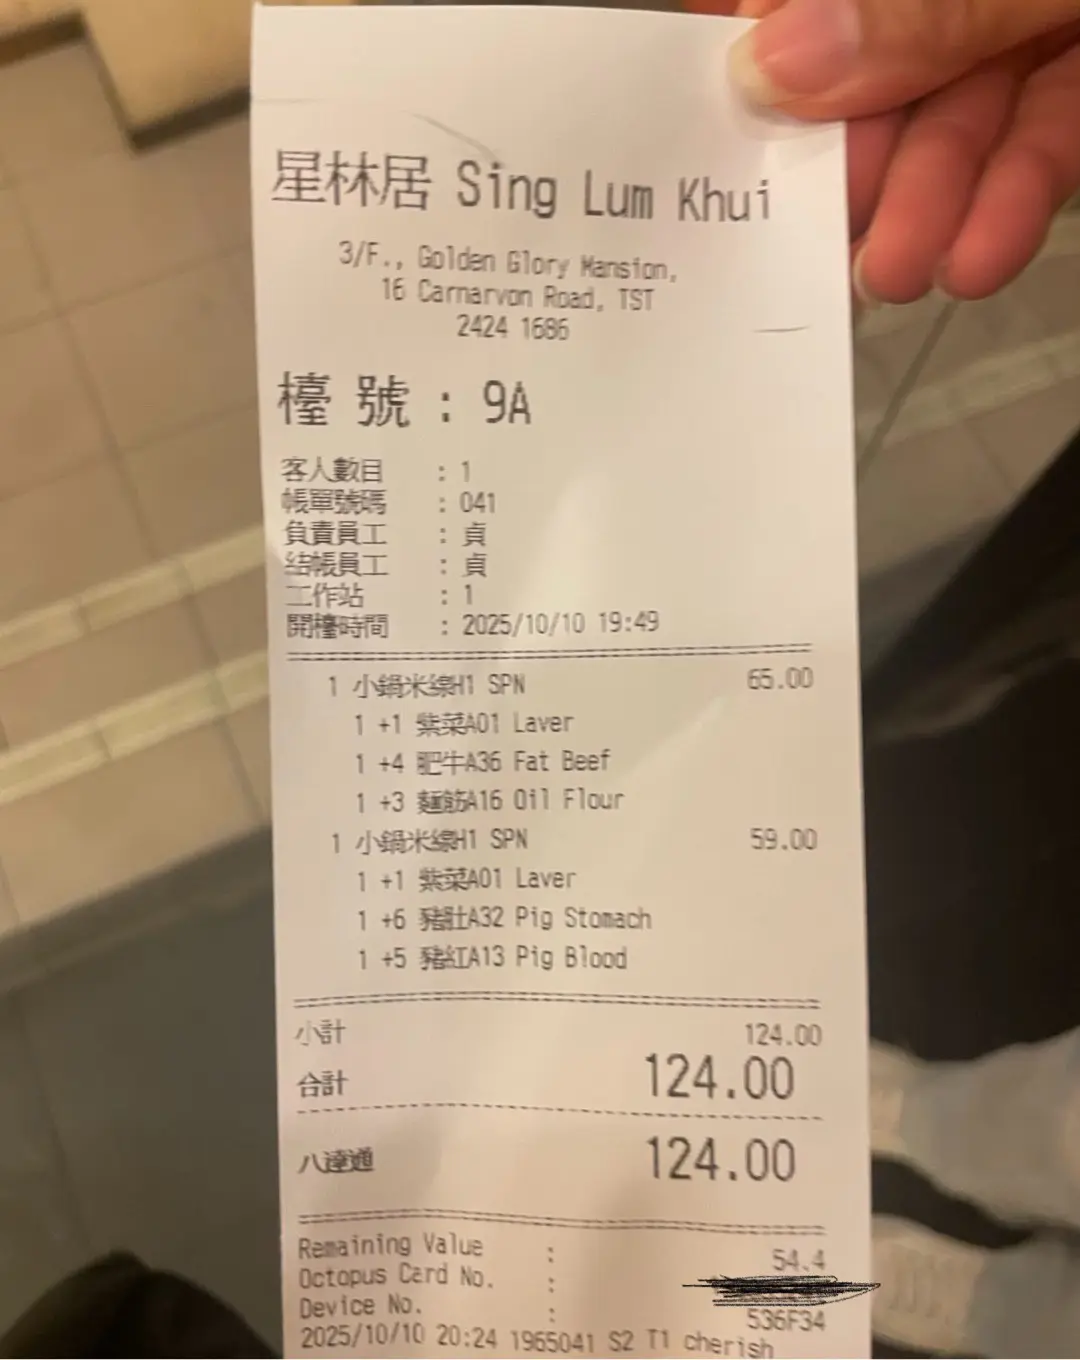 星林居 Sing Lum Khui
3/F., Golden Glory Mansion,
16 Carnarvon Road, TST
2424 1686
檯號 : 9A
客人數目 : 1
帳單號碼 : 041
負責員工 : 貞
結帳員工 : 貞
工作站 : 1
開檯時間 : 2025/10/10 19:49
1 小鍋米線H1 SPN 65.00
1 +1 紫菜A01 Laver
1 +4 肥牛A36 Fat Beef
1 +3 麵筋A16 Oil Flour
1 小鍋米線H1 SPN 59.00
1 +1 紫菜A01 Laver
1 +6 豬肚A32 Pig Stomach
1 +5 豬紅A13 Pig Blood
小計 124.00
合計 124.00
八達通 124.00
Remaining Value : 54.4
Octopus Card No. :
Device No. : 536F34
2025/10/10 20:24 1965041 S2 T1 cherish